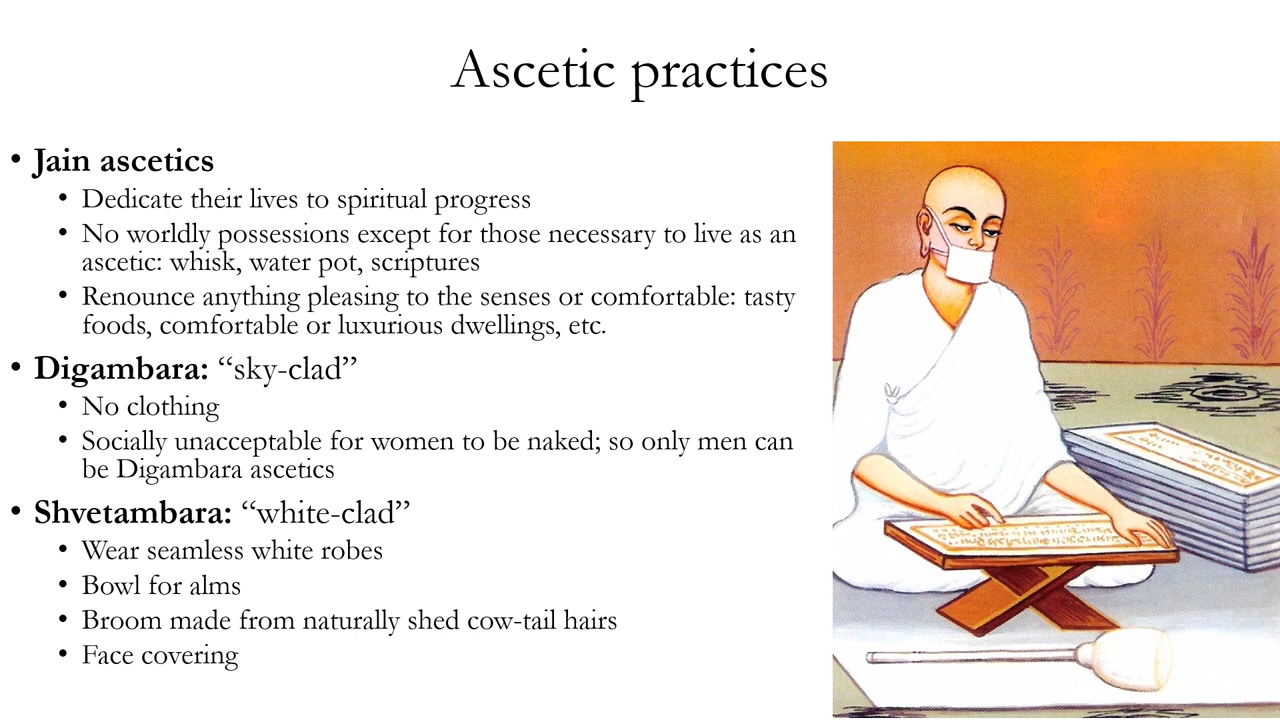 Ascetic practices
• Jain ascetics
• Dedicate their lives to spiritual progress
• No worldly possessions except for those necessary to live as an
ascetic: whisk, water pot, scriptures
• Renounce anything pleasing to the senses or comfortable: tasty
foods, comfortable or luxurious dwellings, etc.
• Digambara: “sky-clad”
• No clothing
• Socially unacceptable for women to be naked; so only men can
be Digambara ascetics
• Shvetambara: “white-clad”
• Wear seamless white robes
• Bowl for alms
• Broom made from naturally shed cow-tail hairs
• Face covering